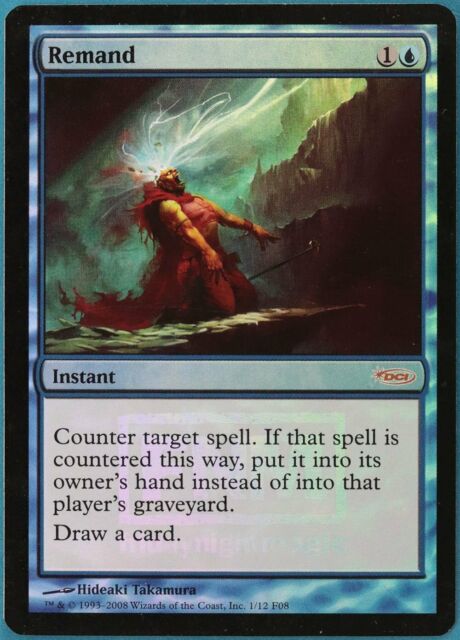 Remand
1
Instant
DCI
Counter target spell. If that spell is
countered this way, put it into its
owner's hand instead of into that
player's graveyard.
Draw a card.
Hideaki Takamura
™ & © 1993–2008 Wizards of the Coast, Inc. 1/12 F08